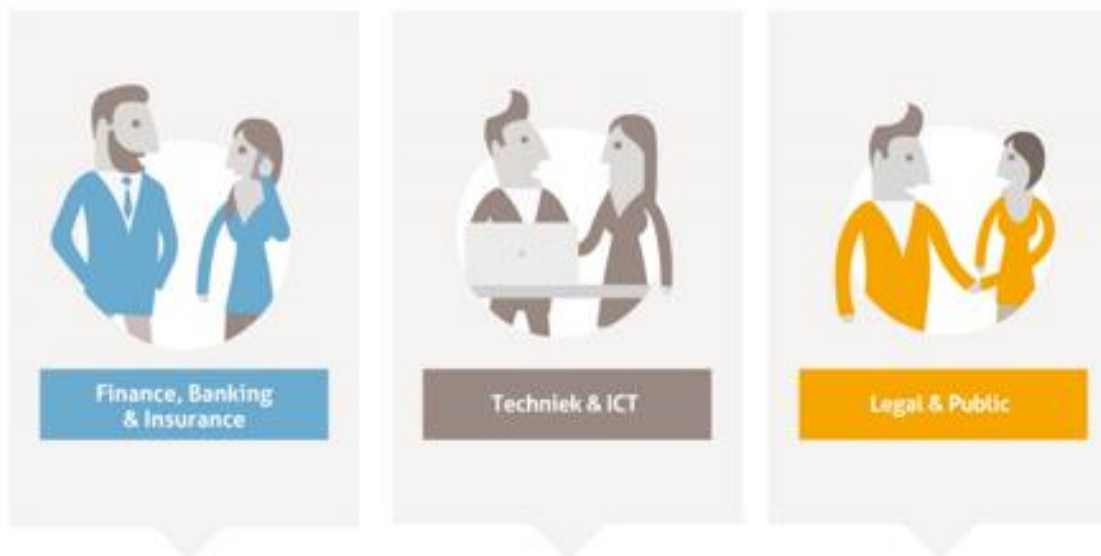 Finance, Banking
& Insurance
Techniek & ICT
Legal & Public